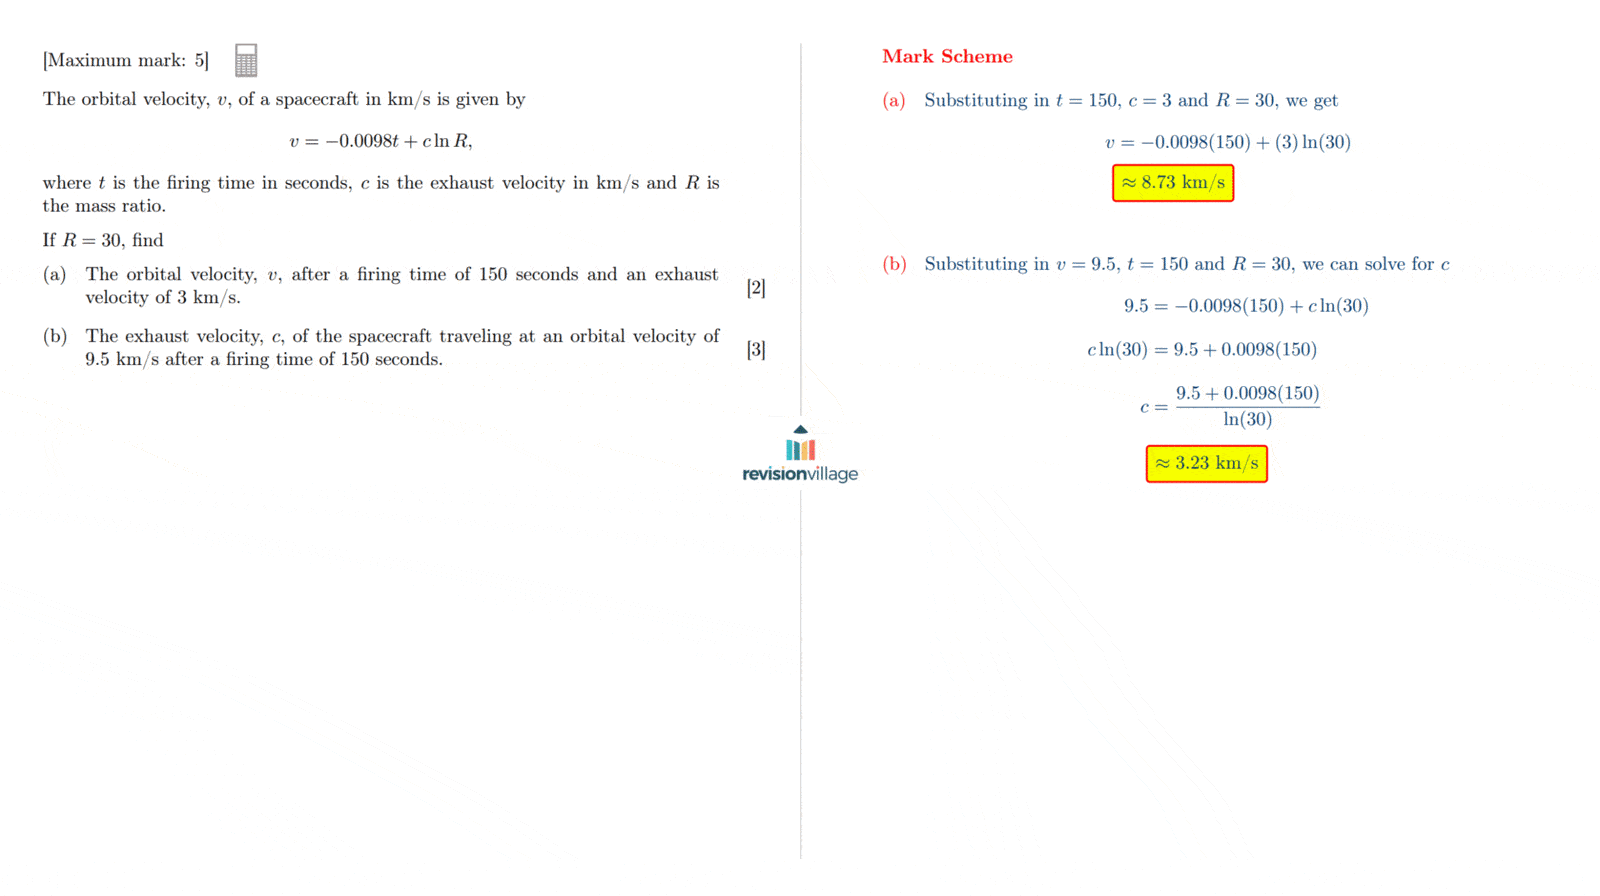 [Maximum mark: 5]
The orbital velocity, v, of a spacecraft in km/s is given by
v = −0.0098t + c ln R,
where t is the firing time in seconds, c is the exhaust velocity in km/s and R is
the mass ratio.
If R = 30, find
(a) The orbital velocity, v, after a firing time of 150 seconds and an exhaust
velocity of 3 km/s.
[2]
(b) The exhaust velocity, c, of the spacecraft traveling at an orbital velocity of
9.5 km/s after a firing time of 150 seconds.
[3]
revisionvillage
Mark Scheme
(a) Substituting in t = 150, c = 3 and R = 30, we get
v = −0.0098(150) + (3) ln(30)
≈ 8.73 km/s
(b) Substituting in v = 9.5, t = 150 and R = 30, we can solve for c
9.5 = −0.0098(150) + c ln(30)
c ln(30) = 9.5 + 0.0098(150)
c = 9.5 + 0.0098(150)
ln(30)
≈ 3.23 km/s